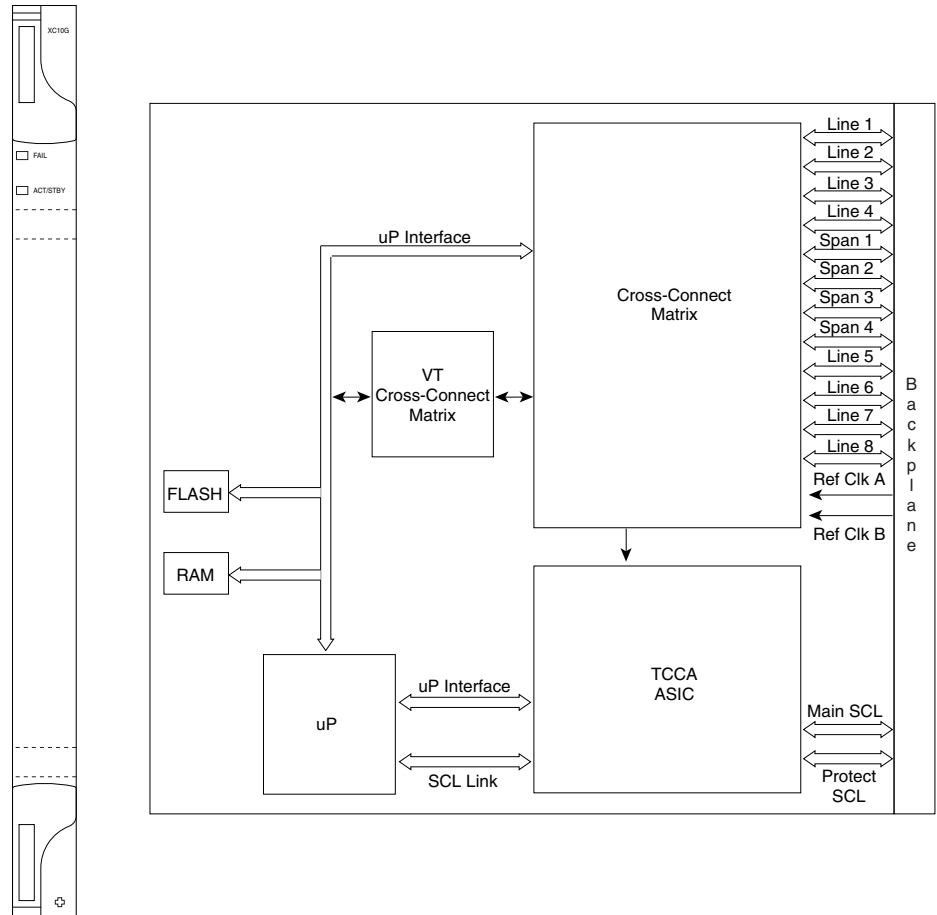 XC10G
FAIL
ACT/STBY
Line 1
Line 2
Line 3
Line 4
Span 1
Span 2
Span 3
Span 4
Line 5
Line 6
Line 7
Line 8
Ref Clk A
Ref Clk B
uP Interface
Cross-Connect
Matrix
VT
Cross-Connect
Matrix
FLASH
RAM
uP
uP Interface
SCL Link
TCCA
ASIC
Main SCL
Protect
SCL
Backplane